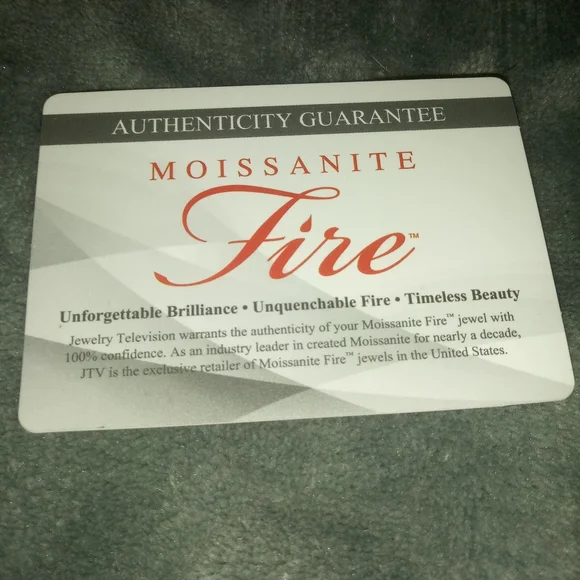 AUTHENTICITY GUARANTEE
MOISSANITE
Fire™
Unforgettable Brilliance • Unquenchable Fire • Timeless Beauty
Jewelry Television warrants the authenticity of your Moissanite Fire™ jewel with
100% confidence. As an industry leader in created Moissanite for nearly a decade,
JTV is the exclusive retailer of Moissanite Fire™ jewels in the United States.